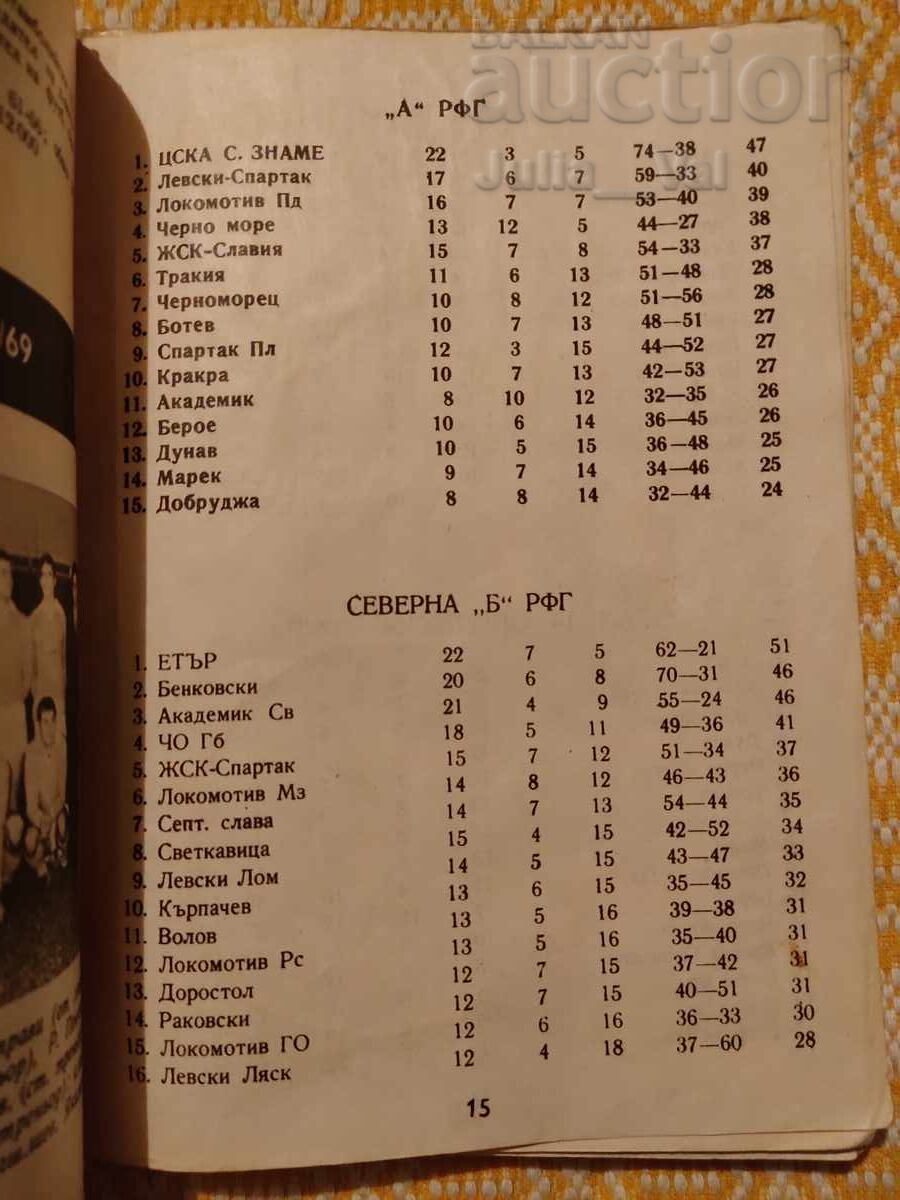 BALKAN
auction
Julia__Val
„А“ РФГ
1. ЦСКА С. ЗНАМЕ 22 3 5 74—38 47
2. Левски-Спартак 17 6 7 59—33 40
3. Локомотив Пд 16 7 7 53—40 39
4. Черно море 13 12 5 44—27 38
5. ЖСК-Славия 15 7 8 54—33 37
6. Тракия 11 6 13 51—48 28
7. Черноморец 10 8 12 51—56 28
8. Ботев 10 7 13 48—51 27
9. Спартак Пл 12 3 15 44—52 27
10. Кракра 10 7 13 42—53 27
11. Академик 8 10 12 32—35 26
12. Берое 10 6 14 36—45 26
13. Дунав 10 5 15 36—48 25
14. Марек 9 7 14 34—46 25
15. Добруджа 8 8 14 32—44 24
СЕВЕРНА „Б“ РФГ
1. ЕТЪР 22 7 5 62—21 51
2. Бенковски 20 6 8 70—31 46
3. Академик Св 21 4 9 55—24 46
4. ЧО Гб 18 5 11 49—36 41
5. ЖСК-Спартак 15 7 12 51—34 37
6. Локомотив Мз 14 8 12 46—43 36
7. Септ. слава 14 7 13 54—44 35
8. Светкавица 15 4 15 42—52 34
9. Левски Лом 14 5 15 43—47 33
10. Кърпачев 13 6 15 35—45 32
11. Волов 13 5 16 39—38 31
12. Локомотив Рс 13 5 16 35—40 31
13. Доростол 12 7 15 37—42 31
14. Раковски 12 7 15 40—51 31
15. Локомотив ГО 12 6 16 36—33 30
16. Левски Ляск 12 4 18 37—60 28
15
/69